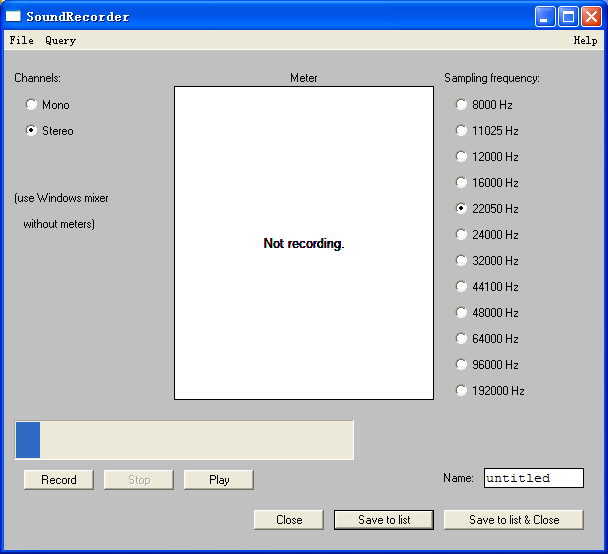 SoundRecorder
File Query Help
Channels:
Mono
Stereo
(use Windows mixer
without meters)
Meter
Not recording.
Sampling frequency:
8000 Hz
11025 Hz
12000 Hz
16000 Hz
22050 Hz
24000 Hz
32000 Hz
44100 Hz
48000 Hz
64000 Hz
96000 Hz
192000 Hz
Record Stop Play
Name: untitled
Close Save to list Save to list & Close